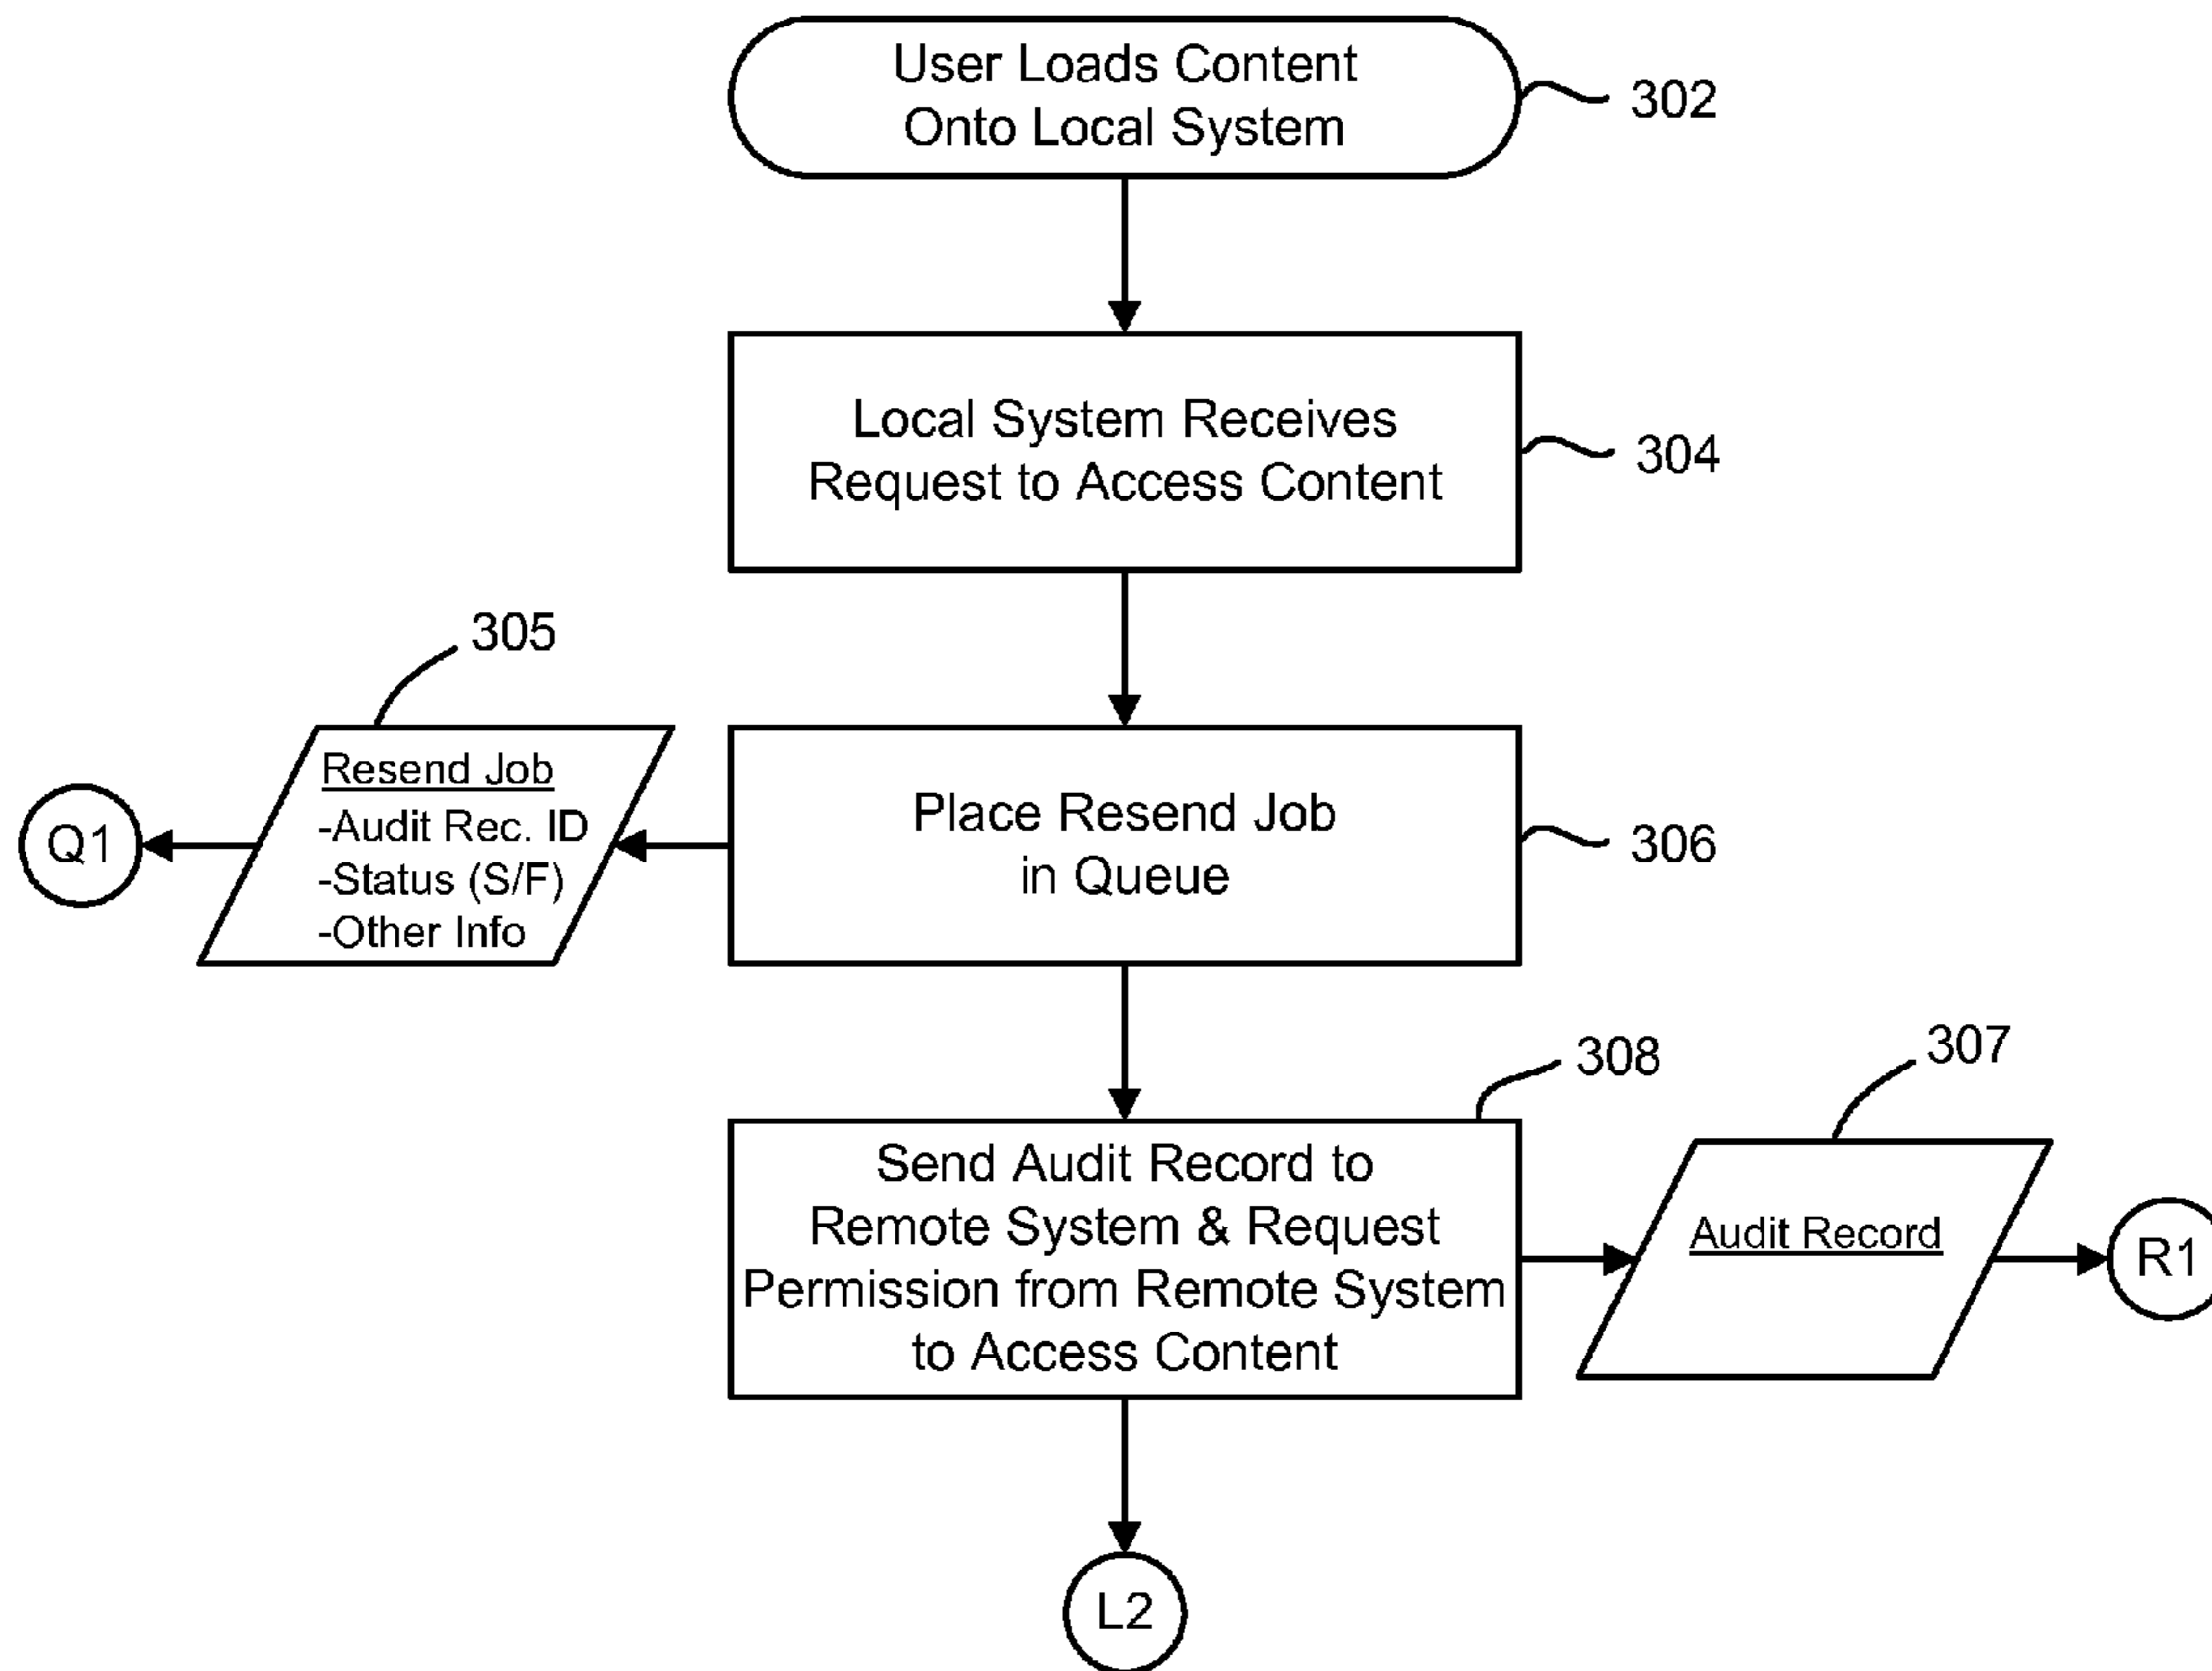 User Loads Content
Onto Local System
302
Local System Receives
Request to Access Content
304
305
Resend Job
-Audit Rec. ID
-Status (S/F)
-Other Info
Q1
Place Resend Job
in Queue
306
308
307
Send Audit Record to
Remote System & Request
Permission from Remote System
to Access Content
Audit Record
R1
L2